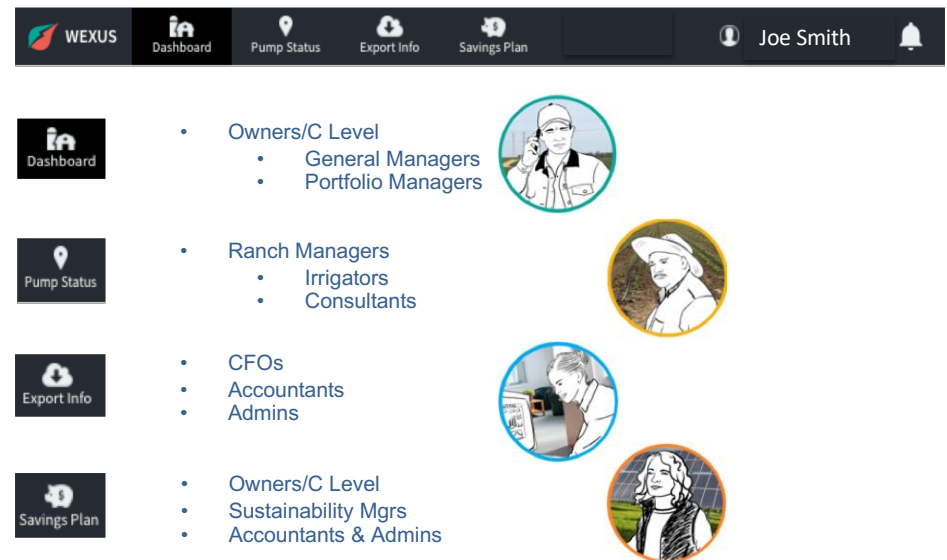 WEXUS Dashboard Pump Status Export Info Savings Plan Joe Smith
Dashboard
• Owners/C Level
• General Managers
• Portfolio Managers
Pump Status
• Ranch Managers
• Irrigators
• Consultants
Export Info
• CFOs
• Accountants
• Admins
Savings Plan
• Owners/C Level
• Sustainability Mgrs
• Accountants & Admins